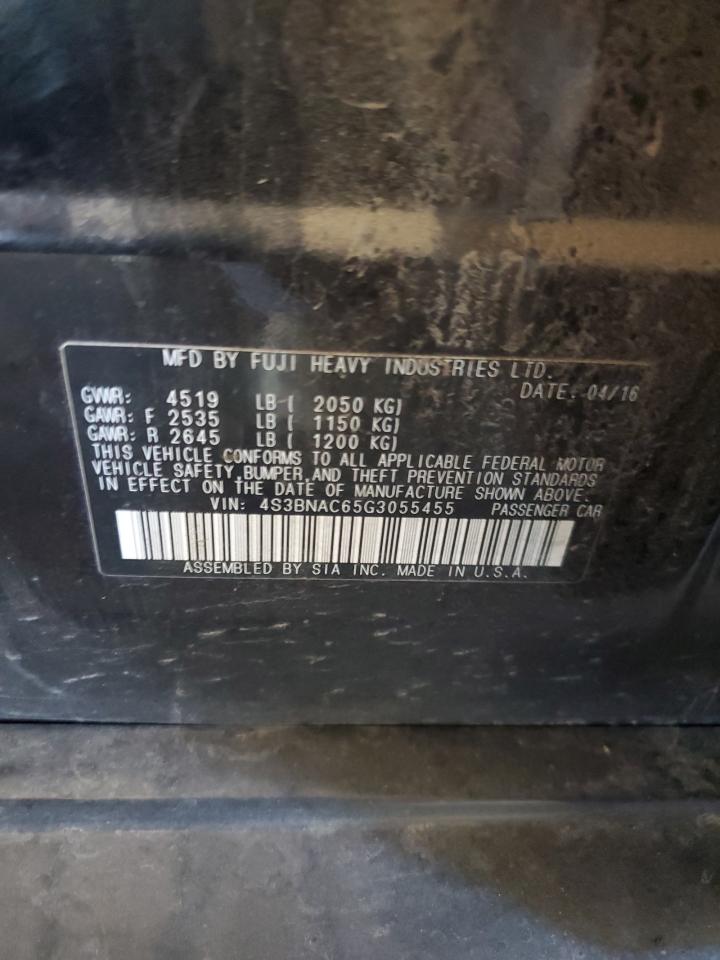 MFD BY FUJI HEAVY INDUSTRIES LTD.
DATE: 04/16
GVWR: 4519 LB ( 2050 KG)
GAWR: F 2535 LB ( 1150 KG)
GAWR: R 2645 LB ( 1200 KG)
THIS VEHICLE CONFORMS TO ALL APPLICABLE FEDERAL MOTOR
VEHICLE SAFETY, BUMPER, AND THEFT PREVENTION STANDARDS
IN EFFECT ON THE DATE OF MANUFACTURE SHOWN ABOVE.
VIN: 4S3BNAC65G3055455 PASSENGER CAR
ASSEMBLED BY SIA INC. MADE IN U.S.A.